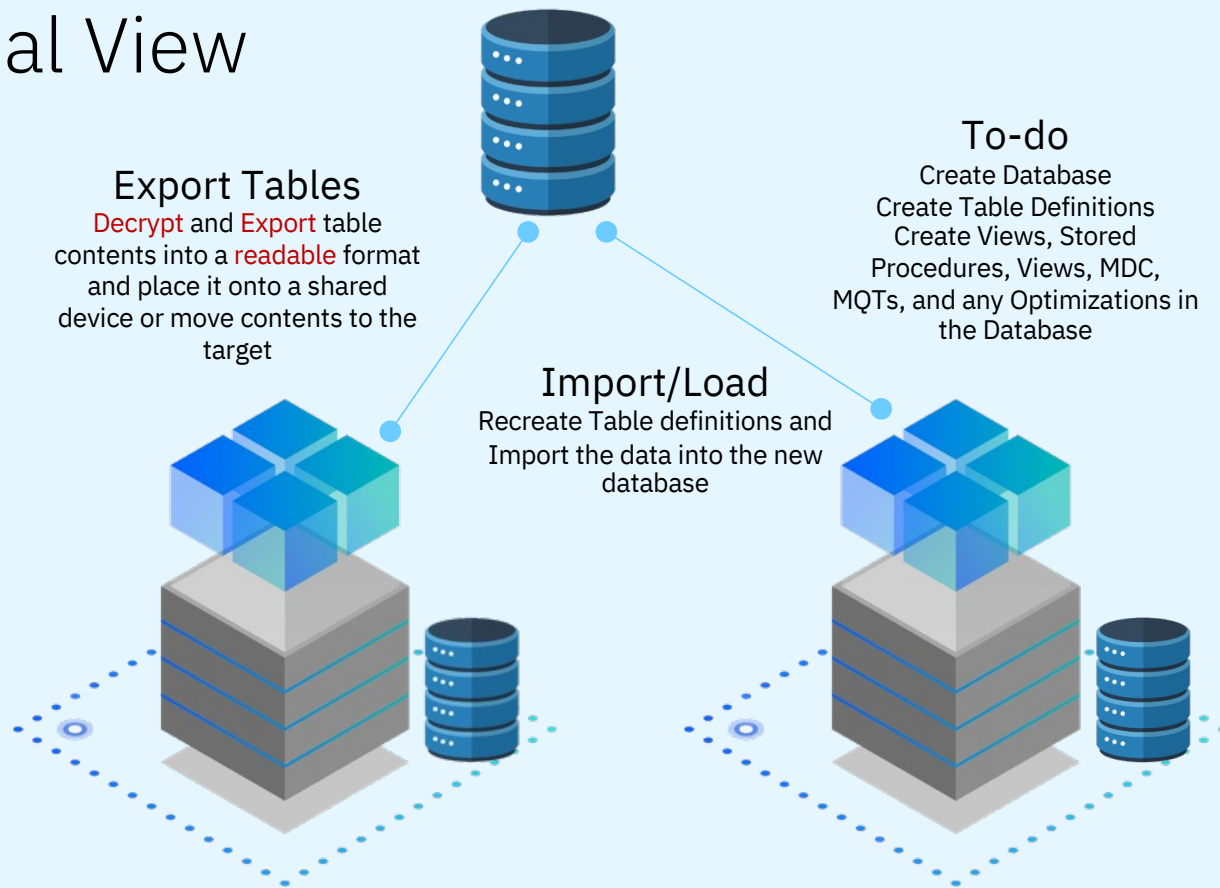 al View
Export Tables
Decrypt and Export table
contents into a readable format
and place it onto a shared
device or move contents to the
target
Import/Load
Recreate Table definitions and
Import the data into the new
database
To-do
Create Database
Create Table Definitions
Create Views, Stored
Procedures, Views, MDC,
MQTs, and any Optimizations in
the Database